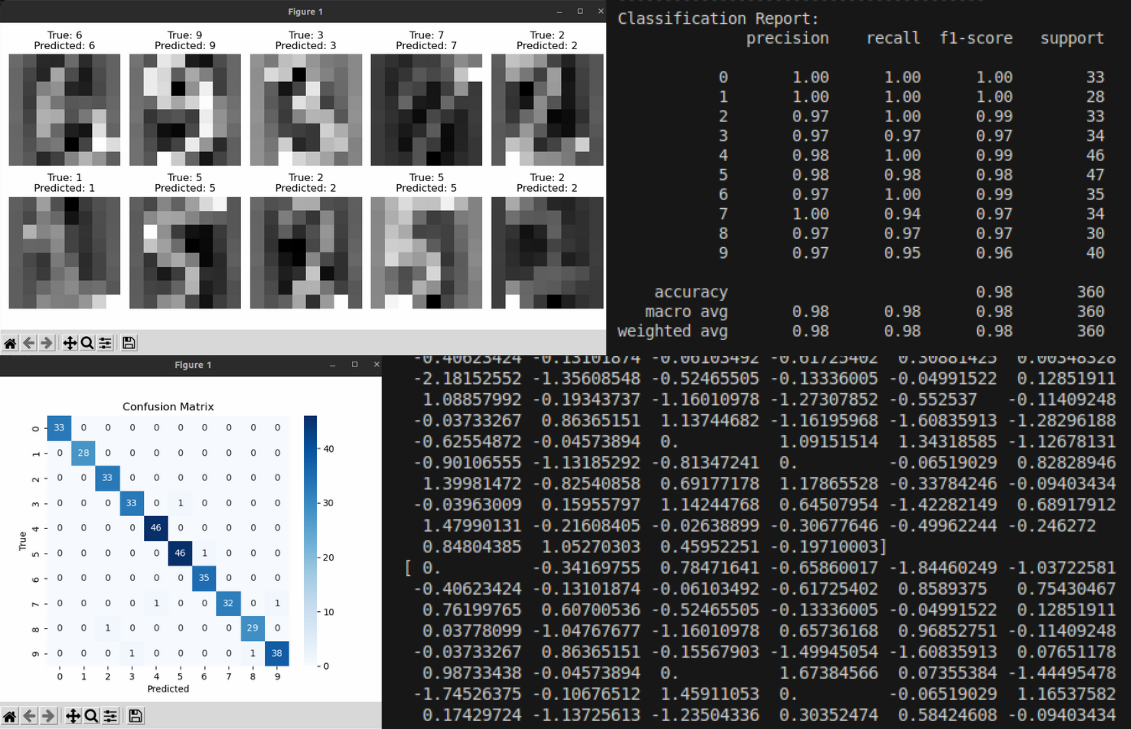 Figure 1
True: 6 True: 9 True: 3 True: 7 True: 2
Predicted: 6 Predicted: 9 Predicted: 3 Predicted: 7 Predicted: 2
True: 1 True: 5 True: 2 True: 5 True: 2
Predicted: 1 Predicted: 5 Predicted: 2 Predicted: 5 Predicted: 2
Classification Report:
precision recall f1-score support
0 1.00 1.00 1.00 33
1 1.00 1.00 1.00 28
2 0.97 1.00 0.99 33
3 0.97 0.97 0.97 34
4 0.98 1.00 0.99 46
5 0.98 0.98 0.98 47
6 0.97 1.00 0.99 35
7 1.00 0.94 0.97 34
8 0.97 0.97 0.97 30
9 0.97 0.95 0.96 40
accuracy 0.98 360
macro avg 0.98 0.98 0.98 360
weighted avg 0.98 0.98 0.98 360
Figure 1
Confusion Matrix
0 33 0 0 0 0 0 0 0 0 0
1 0 28 0 0 0 0 0 0 0 0
2 0 0 33 0 0 0 0 0 0 0
3 0 0 0 33 0 1 0 0 0 0
4 0 0 0 0 46 0 0 0 0 0
5 0 0 0 0 0 46 1 0 0 0
6 0 0 0 0 0 0 35 0 0 0
7 0 0 0 0 1 0 0 32 0 1
8 0 0 1 0 0 0 0 0 29 0
9 0 0 0 1 0 0 0 0 1 38
0 1 2 3 4 5 6 7 8 9
True
Predicted
40
30
20
10
0
-0.40623424 -0.13101874 -0.06103492 -0.61725402 0.30881425 0.00348328
-2.18152552 -1.35608548 -0.52465505 -0.13336005 -0.04991522 0.12851911
1.08857992 -0.19343737 -1.16010978 -1.27307852 -0.552537 -0.11409248
-0.03733267 0.86365151 1.13744682 -1.16195968 -1.60835913 -1.28296188
-0.62554872 -0.04573894 0. 1.09151514 1.34318585 -1.12678131
-0.90106555 -1.13185292 -0.81347241 0. -0.06519029 0.82828946
1.39981472 -0.82540858 0.69177178 1.17865528 -0.33784246 -0.09403434
-0.03963009 0.15955797 1.14244768 0.64507954 -1.42282149 0.68917912
1.47990131 -0.21608405 -0.02638899 -0.30677646 -0.49962244 -0.246272
0.84804385 1.05270303 0.45952251 -0.19710003]
[ 0. -0.34169755 0.78471641 -0.65860017 -1.84460249 -1.03722581
-0.40623424 -0.13101874 -0.06103492 -0.61725402 0.8589375 0.75430467
0.76199765 0.60700536 -0.52465505 -0.13336005 -0.04991522 0.12851911
0.03778099 -1.04767677 -1.16010978 0.65736168 0.96852751 -0.11409248
-0.03733267 0.86365151 -0.15567903 -1.49945054 -1.60835913 0.07651178
0.98733438 -0.04573894 0. 1.67384566 0.07355384 -1.44495478
-1.74526375 -0.10676512 1.45911053 0. -0.06519029 1.16537582
0.17429724 -1.13725613 -1.23504336 0.30352474 0.58424608 -0.09403434